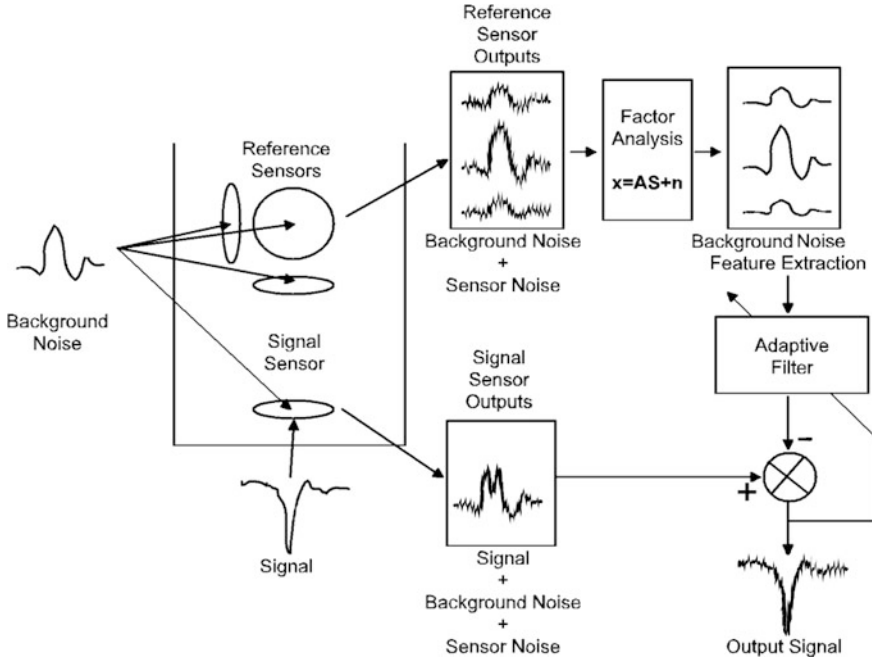 Reference
Sensor
Outputs
Reference
Sensors
Factor
Analysis
x=AS+n
Background Noise
+
Sensor Noise
Background Noise
Feature Extraction
Background
Noise
Signal
Sensor
Signal
Sensor
Outputs
Adaptive
Filter
−
+
Signal
Signal
+
Background Noise
+
Sensor Noise
Output Signal